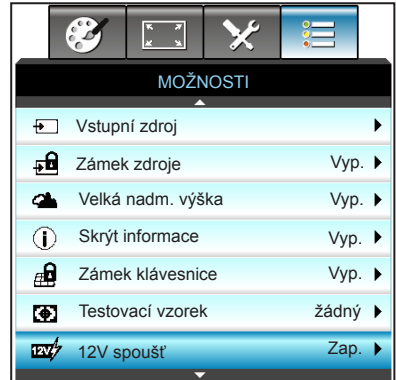 MOŽNOSTI
Vstupní zdroj
Zámek zdroje Vyp.
Velká nadm. výška Vyp.
Skrýt informace Vyp.
Zámek klávesnice Vyp.
Testovací vzorek žádný
12V 12V spoušť Zap.